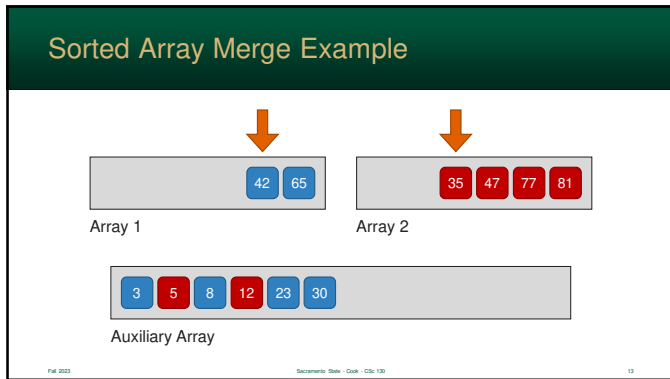 Sorted Array Merge Example
42 65
35 47 77 81
Array 1
Array 2
3 5 8 12 23 30
Auxiliary Array
Fall 2023
Sacramento State - Cook - CSc 130
13